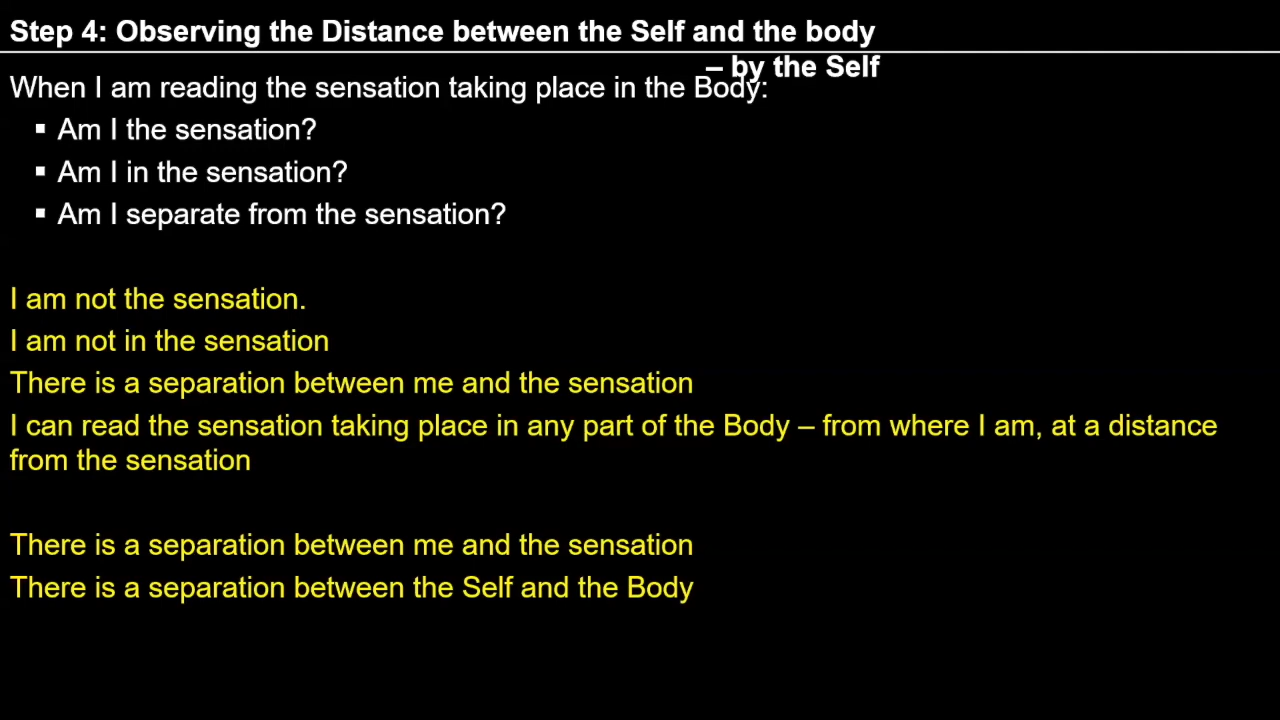 Step 4: Observing the Distance between the Self and the body
– by the Self
When I am reading the sensation taking place in the Body:
▪ Am I the sensation?
▪ Am I in the sensation?
▪ Am I separate from the sensation?
I am not the sensation.
I am not in the sensation
There is a separation between me and the sensation
I can read the sensation taking place in any part of the Body – from where I am, at a distance
from the sensation
There is a separation between me and the sensation
There is a separation between the Self and the Body